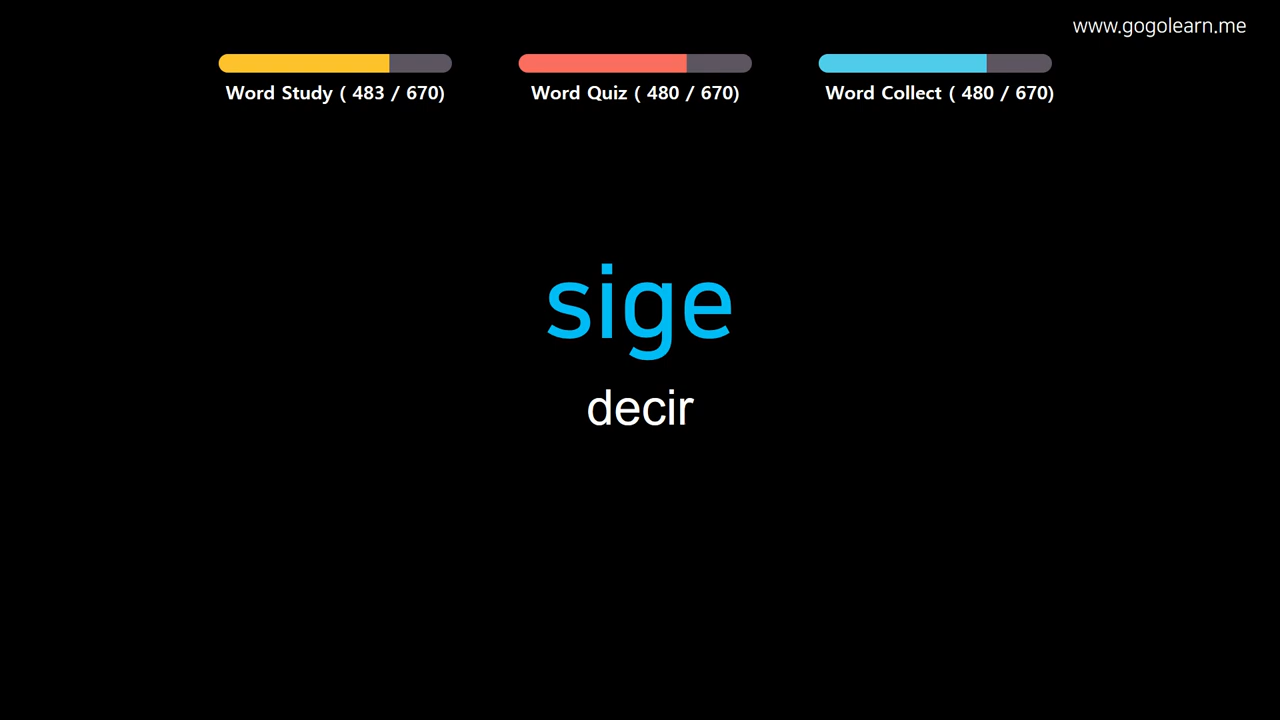 www.gogolearn.me
Word Study ( 483 / 670)
Word Quiz ( 480 / 670)
Word Collect ( 480 / 670)
sige
decir